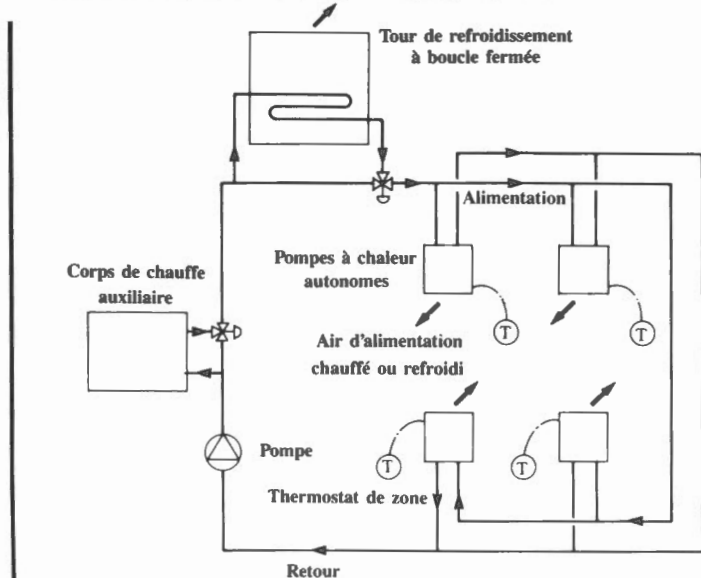 Tour de refroidissement
à boucle fermée
Alimentation
Corps de chauffe
auxiliaire
Pompes à chaleur
autonomes
T
T
Air d'alimentation
chauffé ou refroidi
T
T
Pompe
Thermostat de zone
Retour